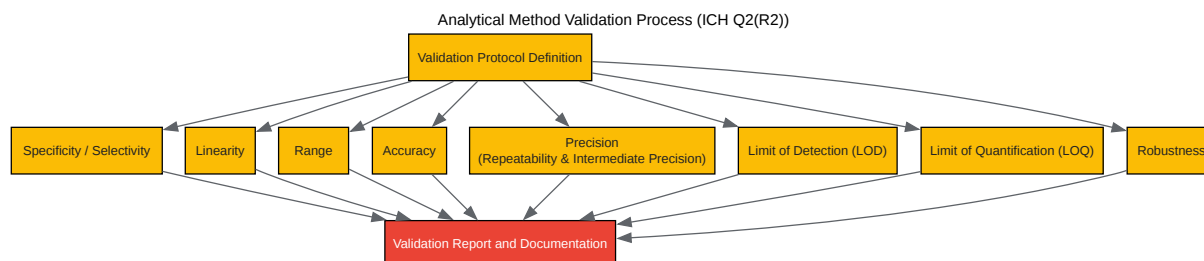 Analytical Method Validation Process (ICH Q2(R2))
Validation Protocol Definition
Specificity / Selectivity
Linearity
Range
Accuracy
Precision
(Repeatability & Intermediate Precision)
Limit of Detection (LOD)
Limit of Quantification (LOQ)
Robustness
Validation Report and Documentation